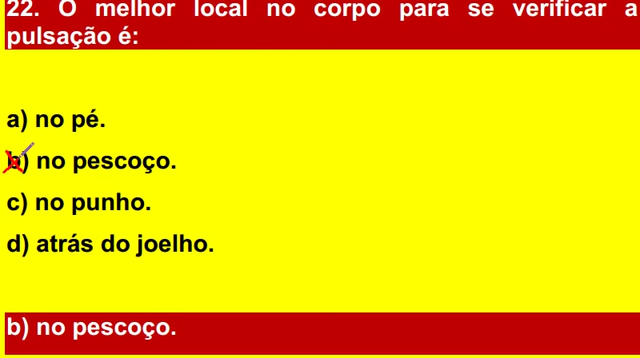 22. O melhor local no corpo para se verificar a
pulsação é:
a) no pé.
b) no pescoço.
c) no punho.
d) atrás do joelho.
b) no pescoço.